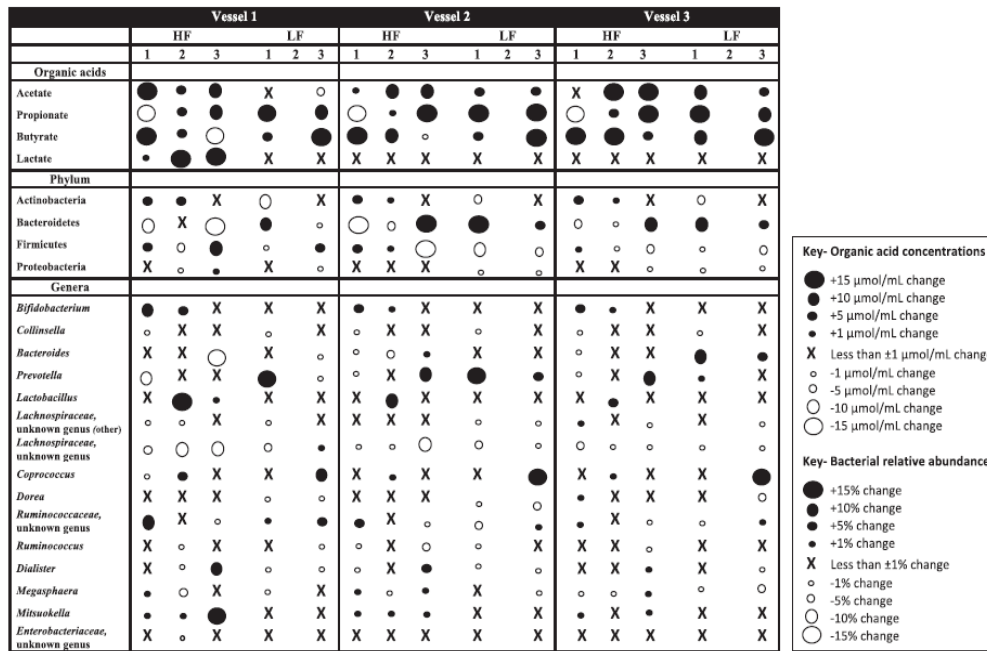 Vessel 1 Vessel 2 Vessel 3
HF LF HF LF HF LF
1 2 3 1 2 3 1 2 3 1 2 3 1 2 3 1 2 3
Organic acids
Acetate X X
Propionate
Butyrate
Lactate X X X X X X X X X X X X
Phylum
Actinobacteria X X X X X X
Bacteroidetes X
Firmicutes
Proteobacteria X X X X X X X
Genera
Bifidobacterium X X X X X X X X X
Collinsella X X X X X X X X X
Bacteroides X X X X X X X
Prevotella X X X X X
Lactobacillus X X X X X X X X X X X
Lachnospiraceae,
unknown genus (other) X X X X X X X X
Lachnospiraceae,
unknown genus
Coprococcus X X X X X X X X X
Dorea X X X X X X X X X
Ruminococcaceae,
unknown genus X X X
Ruminococcus X X X X X X X X X X
Dialister X X X X X X
Megasphaera X X
Mitsuokella X X X X X X X
Enterobacteriaceae,
unknown genus X X X X X X X X X X X X X X
Key- Organic acid concentrations
+15 µmol/mL change
+10 µmol/mL change
+5 µmol/mL change
+1 µmol/mL change
X Less than ±1 µmol/mL change
-1 µmol/mL change
-5 µmol/mL change
-10 µmol/mL change
-15 µmol/mL change
Key- Bacterial relative abundance
+15% change
+10% change
+5% change
+1% change
X Less than ±1% change
-1% change
-5% change
-10% change
-15% change